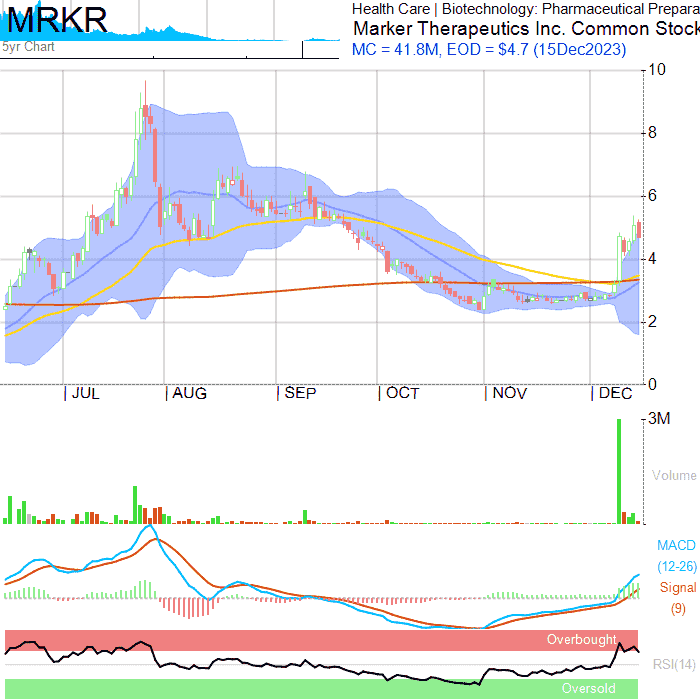 MRKR
5yr Chart
Health Care | Biotechnology: Pharmaceutical Prepara
Marker Therapeutics Inc. Common Stock
MC = 41.8M, EOD = $4.7 (15Dec2023)
10
8
6
4
2
0
JUL AUG SEP OCT NOV DEC
3M
Volume
MACD
(12-26)
Signal
(9)
Overbought
RSI(14)
Oversold